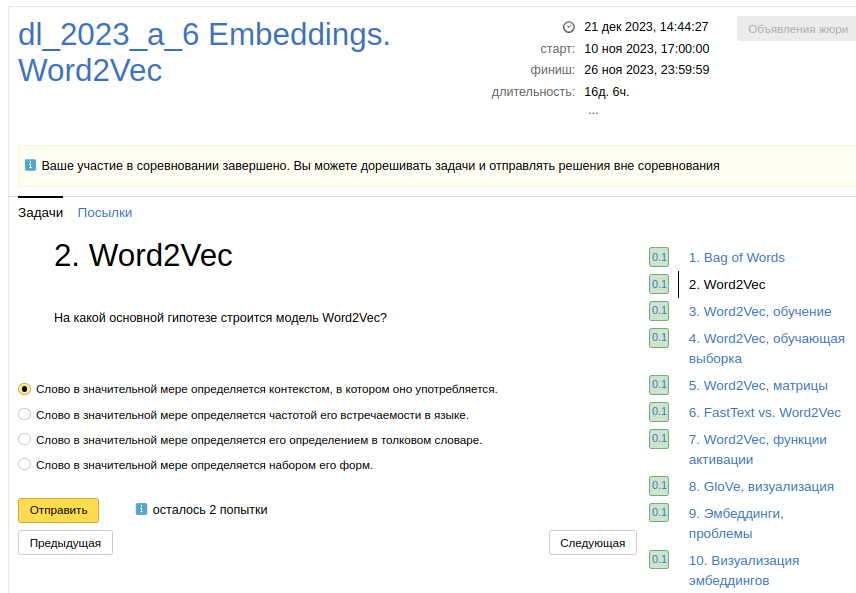 dl_2023_a_6 Embeddings.
Word2Vec
21 дек 2023, 14:44:27
старт: 10 ноя 2023, 17:00:00
финиш: 26 ноя 2023, 23:59:59
длительность: 16д. 6ч.
...
Объявления жюри
Ваше участие в соревновании завершено. Вы можете дорешивать задачи и отправлять решения вне соревнования
Задачи Посылки
2. Word2Vec
На какой основной гипотезе строится модель Word2Vec?
Слово в значительной мере определяется контекстом, в котором оно употребляется.
Слово в значительной мере определяется частотой его встречаемости в языке.
Слово в значительной мере определяется его определением в толковом словаре.
Слово в значительной мере определяется набором его форм.
Отправить осталось 2 попытки
Предыдущая Следующая
0.1 1. Bag of Words
0.1 2. Word2Vec
0.1 3. Word2Vec, обучение
0.1 4. Word2Vec, обучающая
выборка
0.1 5. Word2Vec, матрицы
0.1 6. FastText vs. Word2Vec
0.1 7. Word2Vec, функции
активации
0.1 8. GloVe, визуализация
0.1 9. Эмбеддинги,
проблемы
0.1 10. Визуализация
эмбеддингов